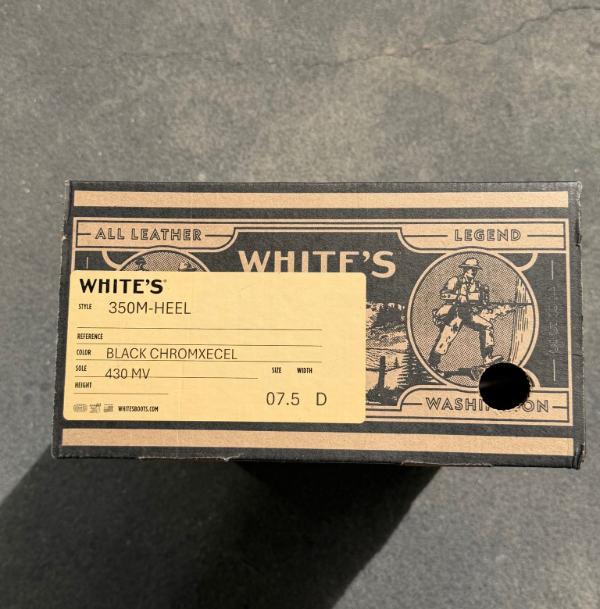 ALL LEATHER
LEGEND
WHITE'S
WHITE'S
STYLE 350M-HEEL
REFERENCE
COLOR BLACK CHROMXECEL
SOLE 430 MV
SIZE WIDTH
HEIGHT
07.5 D
WHITESBOOTS.COM